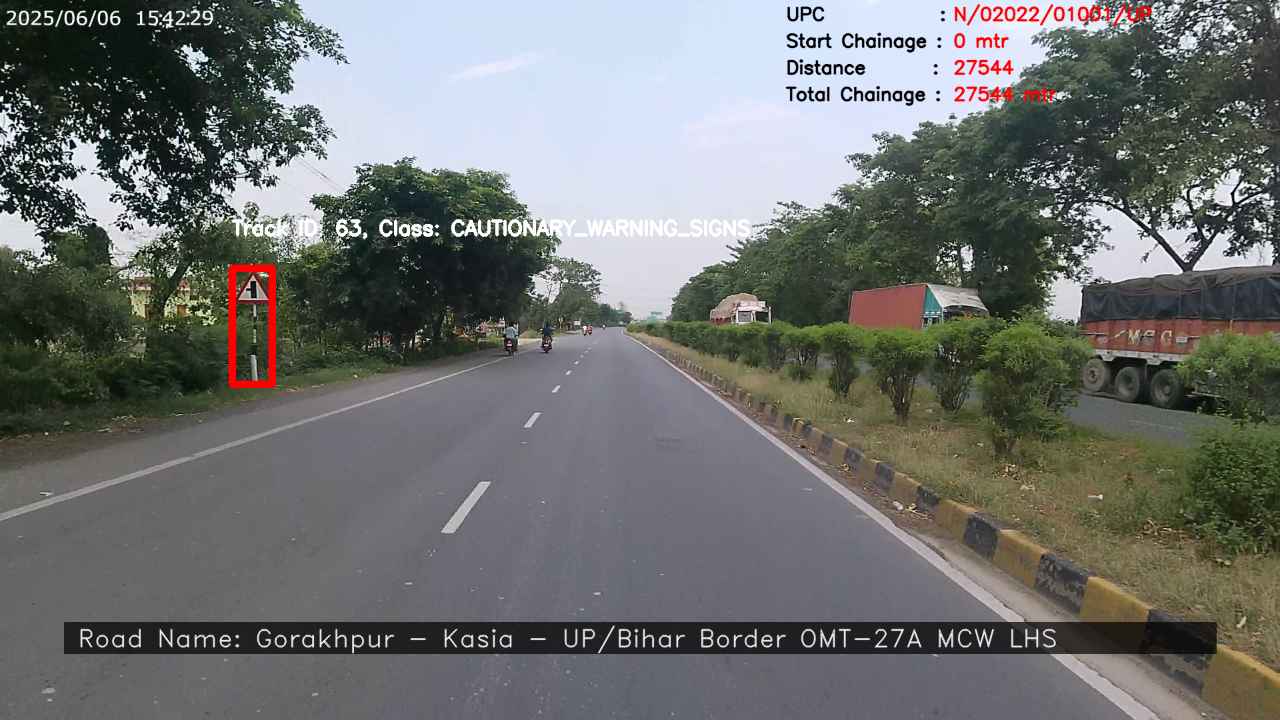 2025/06/06 15:42:29
UPC : N/02022/01001/UP
Start Chainage : 0 mtr
Distance : 27544
Total Chainage : 27544 mtr
Track ID: 63, Class: CAUTIONARY_WARNING_SIGNS
M P G
Road Name: Gorakhpur - Kasia - UP/Bihar Border OMT-27A MCW LHS